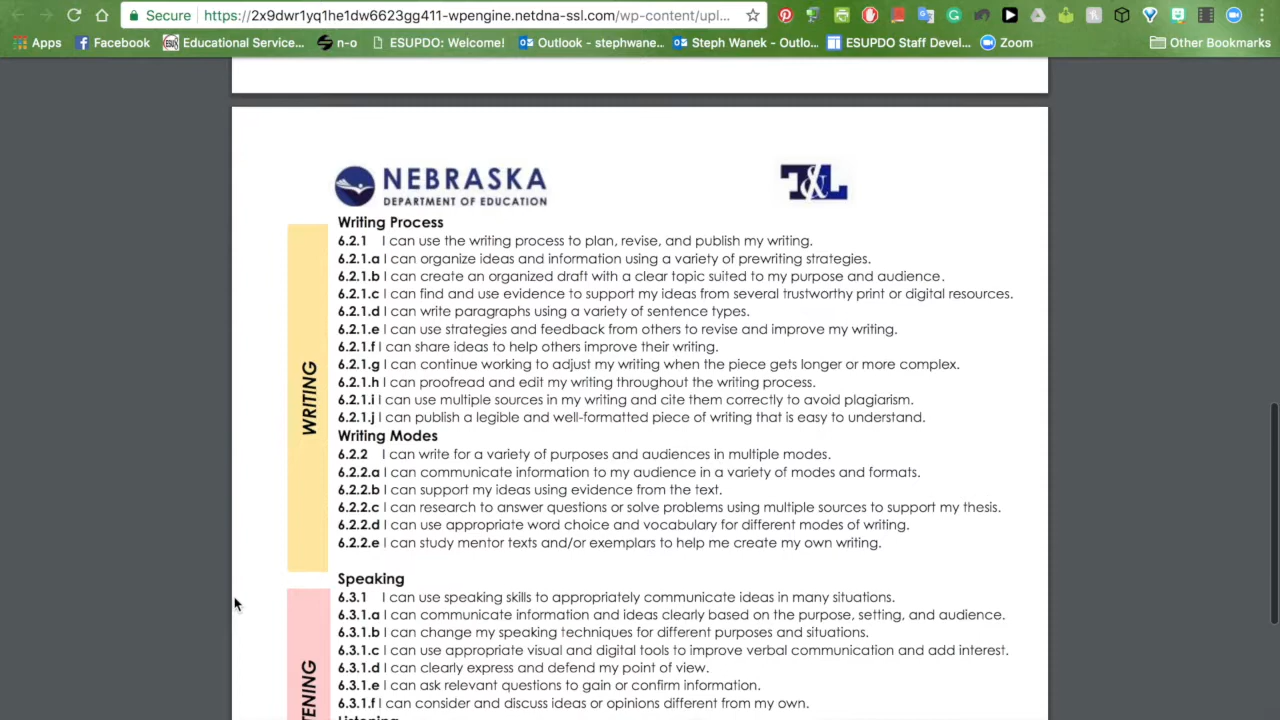 Secure https://2x9dwr1yq1he1dw6623gg411-wpengine.netdna-ssl.com/wp-content/upl...
Apps Facebook Educational Service... n-o ESUPDO: Welcome! Outlook - stephwane... Steph Wanek - Outlo... ESUPDO Staff Devel... Zoom Other Bookmarks
NEBRASKA
DEPARTMENT OF EDUCATION
T&L
Writing Process
6.2.1 I can use the writing process to plan, revise, and publish my writing.
6.2.1.a I can organize ideas and information using a variety of prewriting strategies.
6.2.1.b I can create an organized draft with a clear topic suited to my purpose and audience.
6.2.1.c I can find and use evidence to support my ideas from several trustworthy print or digital resources.
6.2.1.d I can write paragraphs using a variety of sentence types.
6.2.1.e I can use strategies and feedback from others to revise and improve my writing.
6.2.1.f I can share ideas to help others improve their writing.
6.2.1.g I can continue working to adjust my writing when the piece gets longer or more complex.
6.2.1.h I can proofread and edit my writing throughout the writing process.
6.2.1.i I can use multiple sources in my writing and cite them correctly to avoid plagiarism.
6.2.1.j I can publish a legible and well-formatted piece of writing that is easy to understand.
WRITING
Writing Modes
6.2.2 I can write for a variety of purposes and audiences in multiple modes.
6.2.2.a I can communicate information to my audience in a variety of modes and formats.
6.2.2.b I can support my ideas using evidence from the text.
6.2.2.c I can research to answer questions or solve problems using multiple sources to support my thesis.
6.2.2.d I can use appropriate word choice and vocabulary for different modes of writing.
6.2.2.e I can study mentor texts and/or exemplars to help me create my own writing.
Speaking
6.3.1 I can use speaking skills to appropriately communicate ideas in many situations.
6.3.1.a I can communicate information and ideas clearly based on the purpose, setting, and audience.
6.3.1.b I can change my speaking techniques for different purposes and situations.
6.3.1.c I can use appropriate visual and digital tools to improve verbal communication and add interest.
6.3.1.d I can clearly express and defend my point of view.
6.3.1.e I can ask relevant questions to gain or confirm information.
6.3.1.f I can consider and discuss ideas or opinions different from my own.
TENING
Listening